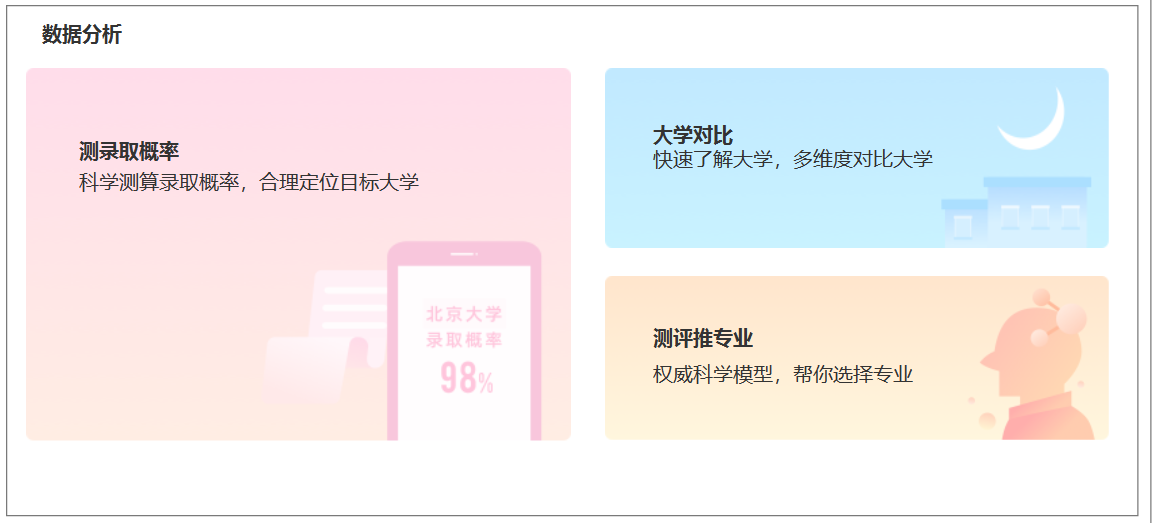 数据分析
测录取概率
科学测算录取概率，合理定位目标大学
北京大学
录取概率
98%
大学对比
快速了解大学，多维度对比大学
测评推专业
权威科学模型，帮你选择专业